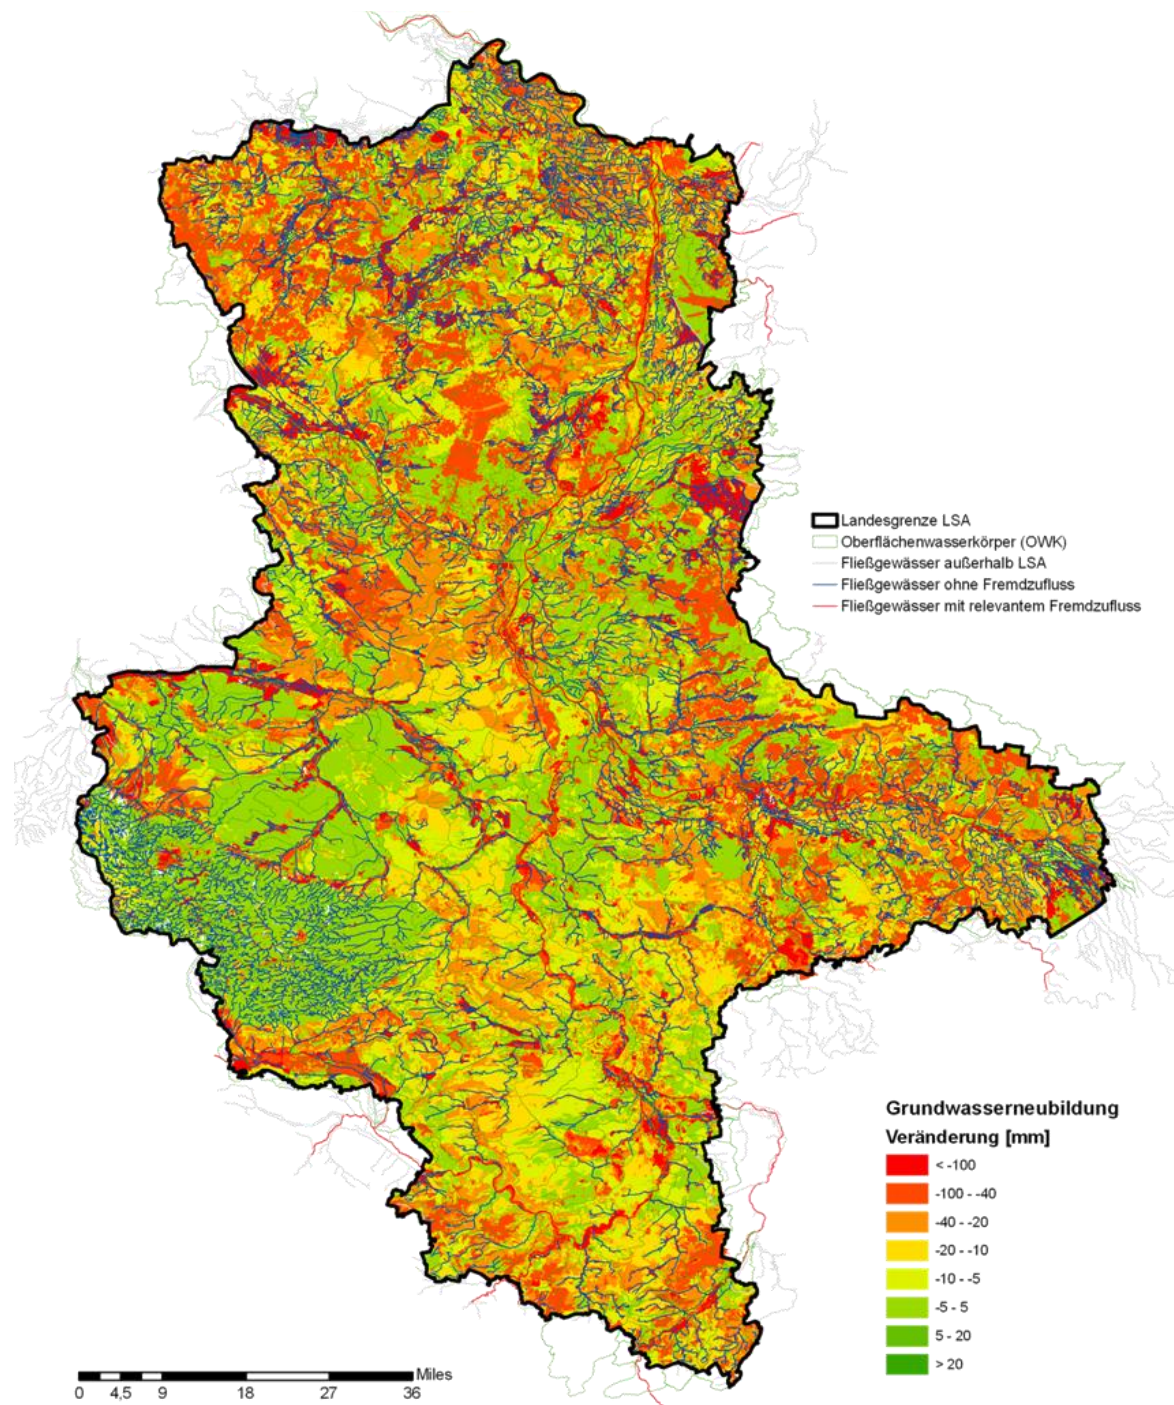 Landesgrenze LSA
Oberflächenwasserkörper (OWK)
Fließgewässer außerhalb LSA
Fließgewässer ohne Fremdzufluss
Fließgewässer mit relevantem Fremdzufluss
Grundwasserneubildung
Veränderung [mm]
< -100
-100 - -40
-40 - -20
-20 - -10
-10 - -5
-5 - 5
5 - 20
> 20
Miles
0 4,5 9 18 27 36